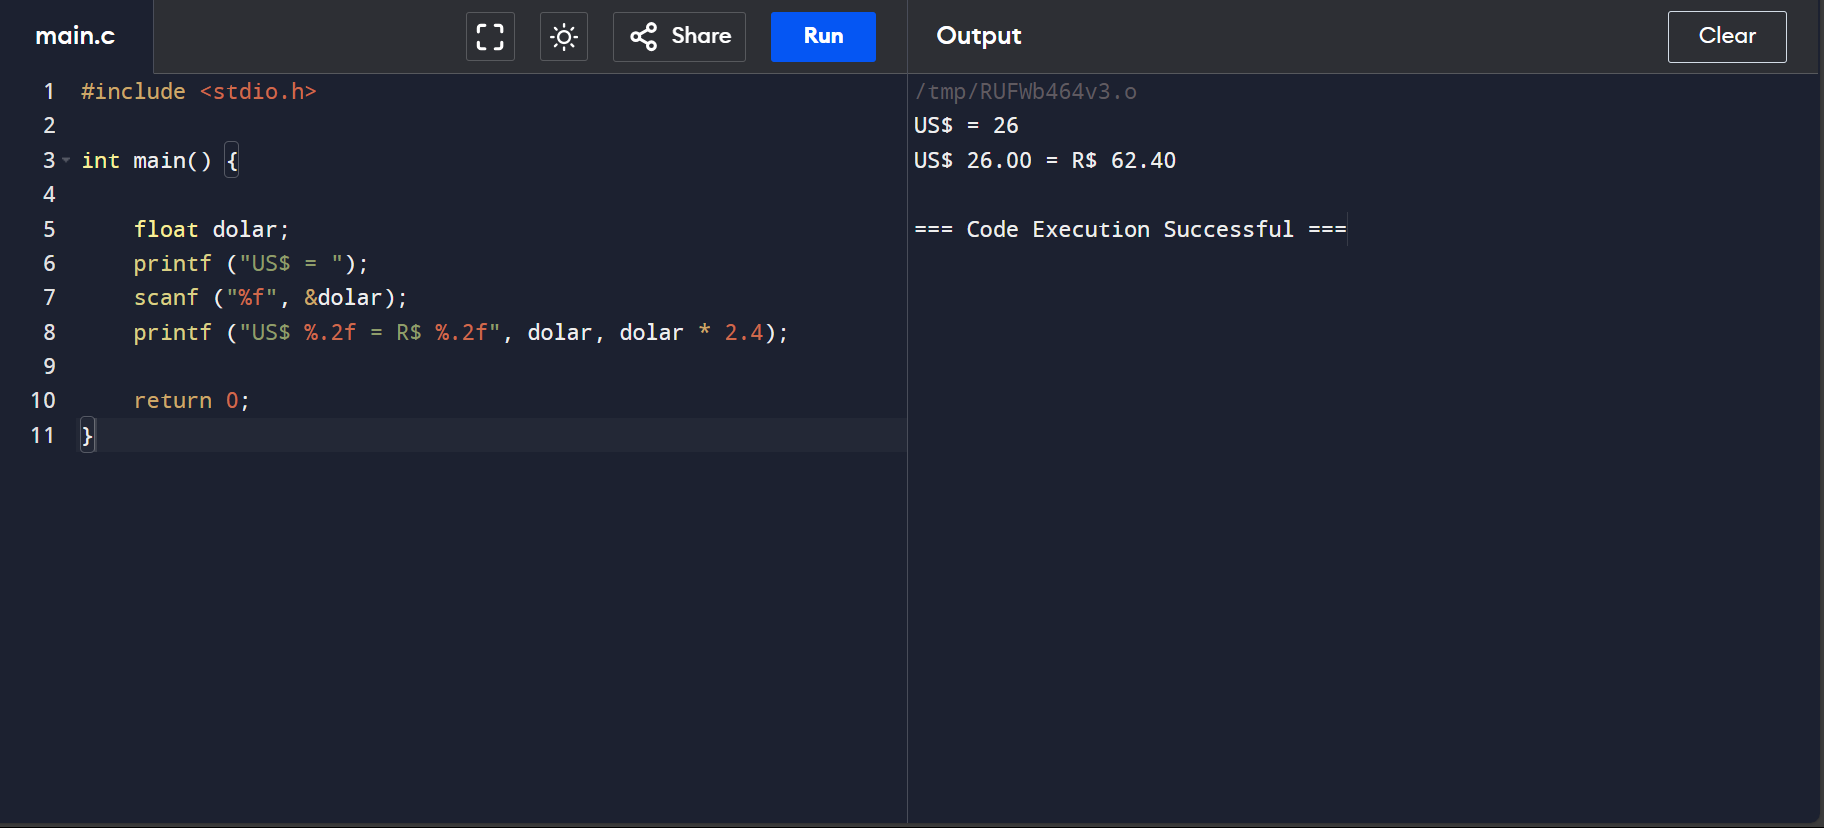 main.c
Share
Run
1 #include <stdio.h>
2
3 int main() {
4
5     float dolar;
6     printf ("US$ = ");
7     scanf ("%f", &dolar);
8     printf ("US$ %.2f = R$ %.2f", dolar, dolar * 2.4);
9
10     return 0;
11 }
Output
Clear
/tmp/RUFWb464v3.o
US$ = 26
US$ 26.00 = R$ 62.40
=== Code Execution Successful ===